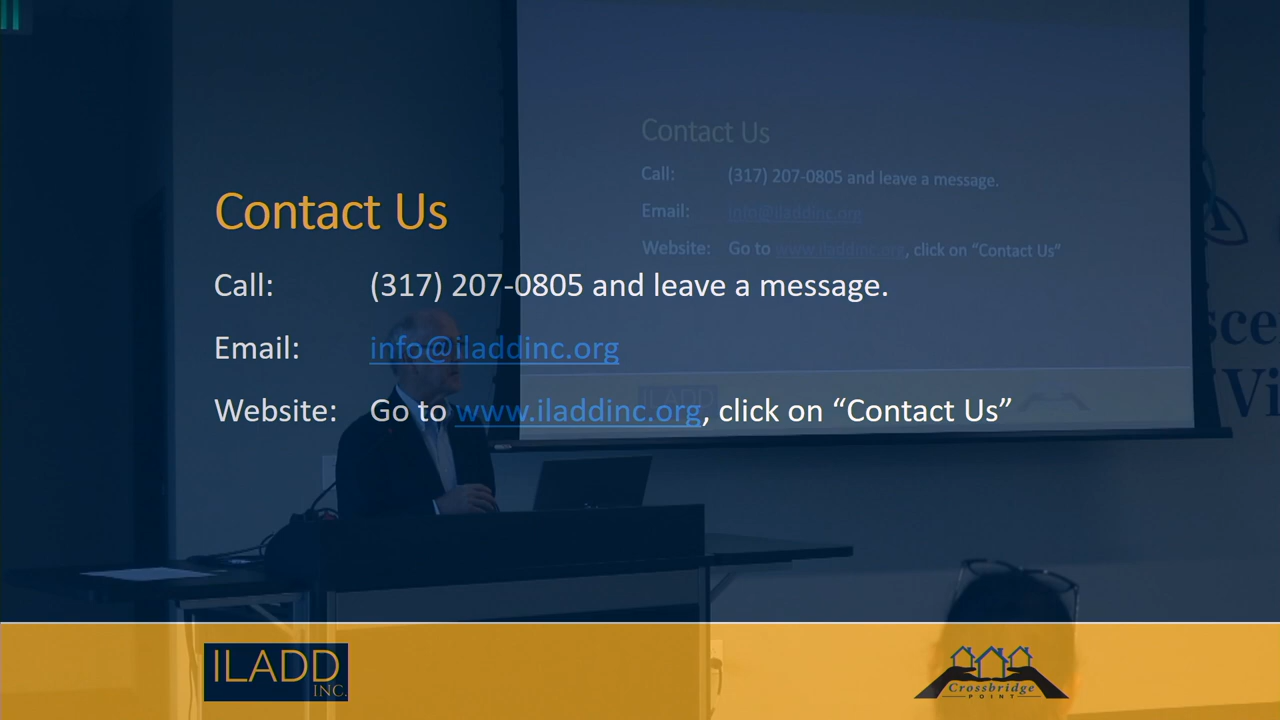 Contact Us
Call: (317) 207-0805 and leave a message.
Email: info@iladdinc.org
Website: Go to www.iladdinc.org, click on “Contact Us”
Contact Us
Call: (317) 207-0805 and leave a message.
Email: info@iladdinc.org
Website: Go to www.iladdinc.org, click on “Contact Us”
ILADD
INC.
Crossbridge
POINT